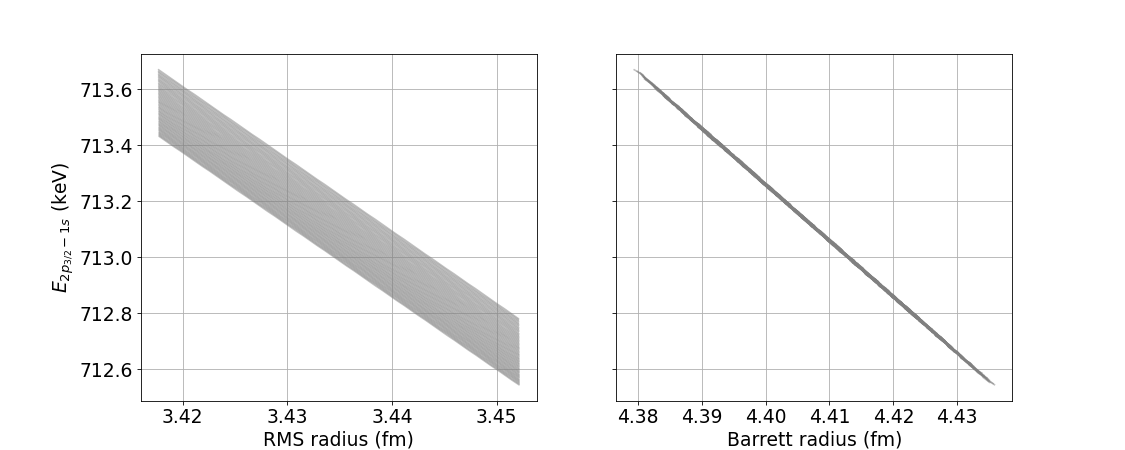 713.6
713.4
713.2
713.0
712.8
712.6
E2p3/2−1s (keV)
3.42 3.43 3.44 3.45
RMS radius (fm)
4.38 4.39 4.40 4.41 4.42 4.43
Barrett radius (fm)